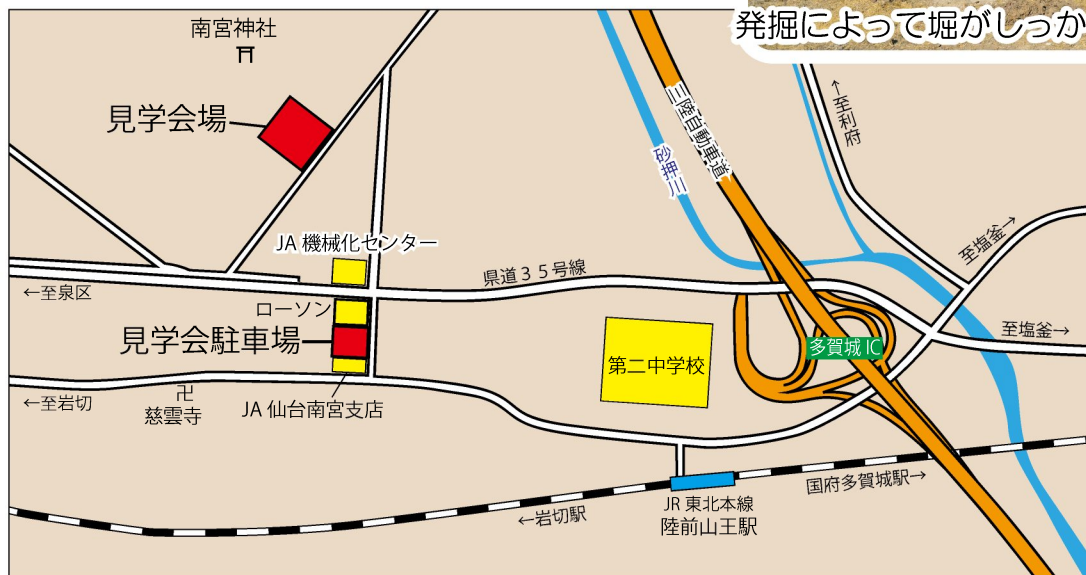 発掘によって堀がしっか
南宮神社
見学会場
三陸自動車道
砂押川
←至利府
JA 機械化センター
県道35号線
至塩釜→
←至泉区
ローソン
見学会駐車場
至塩釜→
多賀城 IC
第二中学校
←至岩切
卍
慈雲寺
JA 仙台南宮支店
国府多賀城駅→
←岩切駅
JR 東北本線
陸前山王駅